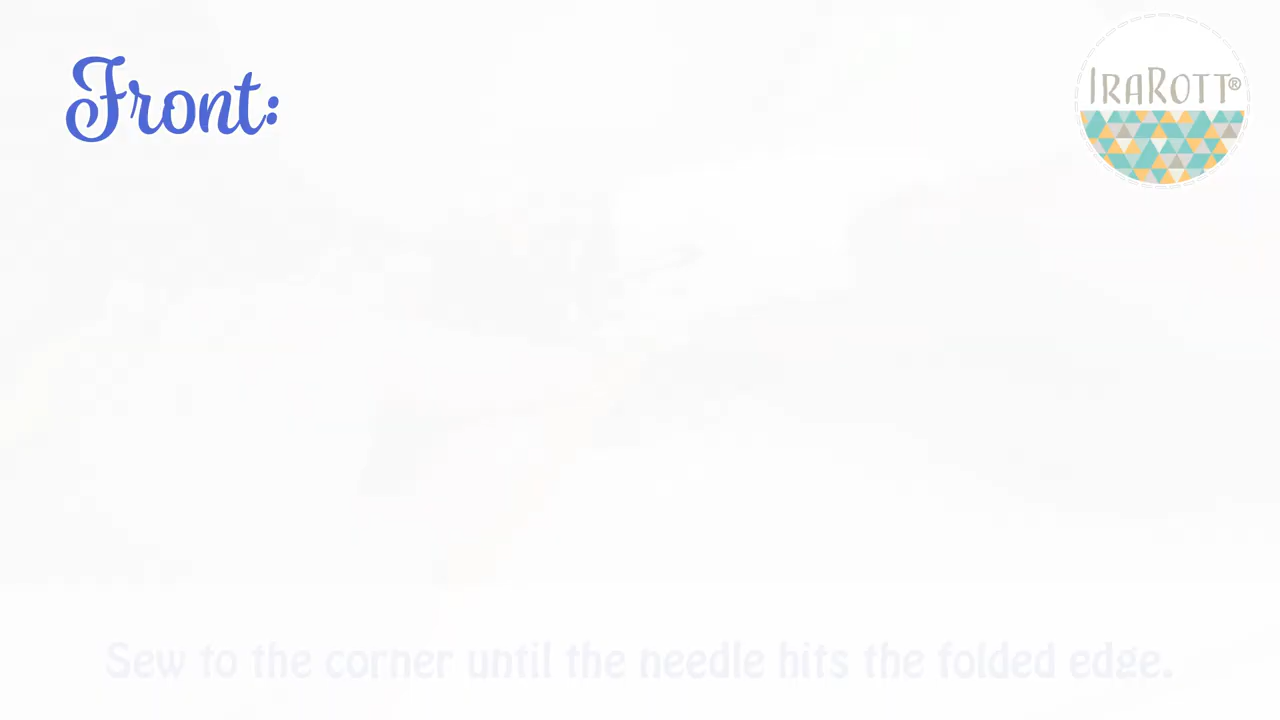 Front:
IRAROTT®
Sew to the corner until the needle hits the folded edge.